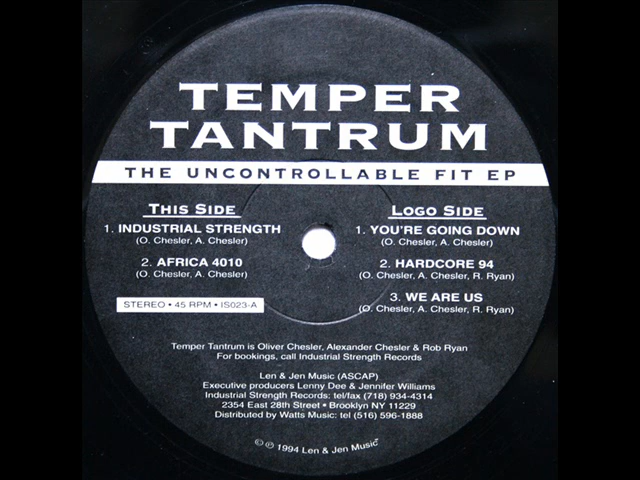 TEMPER
TANTRUM
THE UNCONTROLLABLE FIT EP
THIS SIDE
1. INDUSTRIAL STRENGTH
(O. Chesler, A. Chesler)
2. AFRICA 4010
(O. Chesler, A. Chesler)
STEREO • 45 RPM • IS023-A
LOGO SIDE
1. YOU'RE GOING DOWN
(O. Chesler, A. Chesler)
2. HARDCORE 94
(O. Chesler, A. Chesler, R. Ryan)
3. WE ARE US
(O. Chesler, A. Chesler, R. Ryan)
Temper Tantrum is Oliver Chesler, Alexander Chesler & Rob Ryan
For bookings, call Industrial Strength Records
Len & Jen Music (ASCAP)
Executive producers Lenny Dee & Jennifer Williams
Industrial Strength Records: tel/fax (718) 934-4314
2354 East 28th Street • Brooklyn NY 11229
Distributed by Watts Music: tel (516) 596-1888
© ℗ 1994 Len & Jen Music